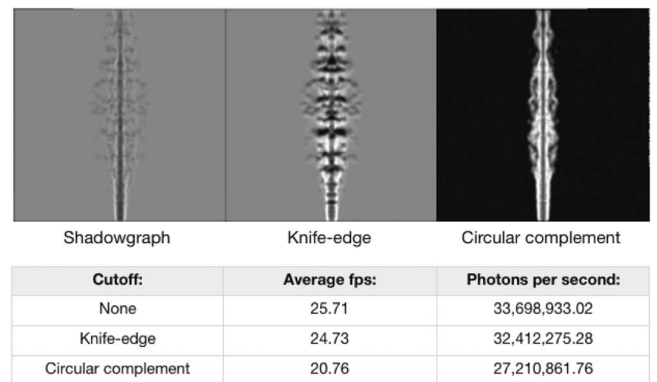 Shadowgraph Knife-edge Circular complement
Cutoff: Average fps: Photons per second:
None 25.71 33,698,933.02
Knife-edge 24.73 32,412,275.28
Circular complement 20.76 27,210,861.76